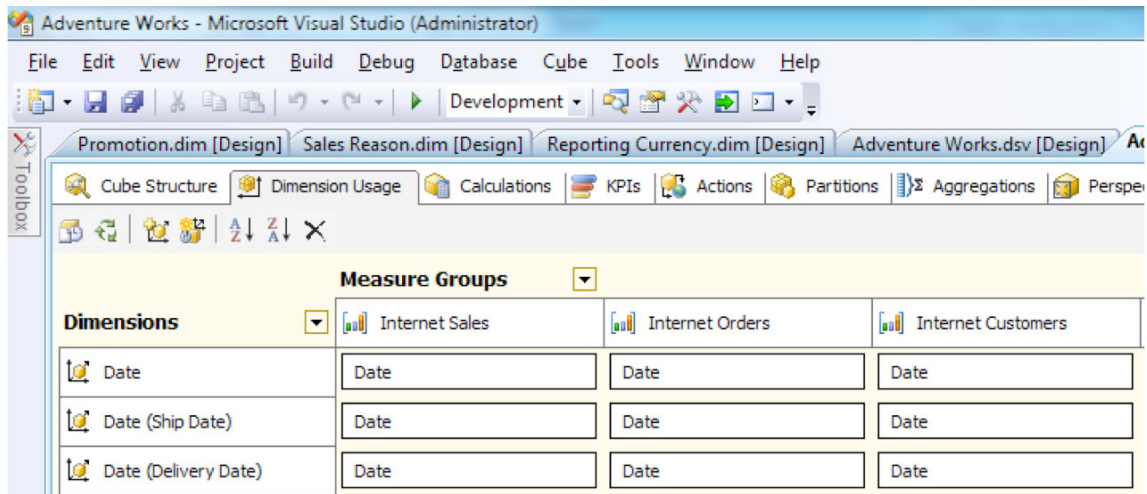 Adventure Works - Microsoft Visual Studio (Administrator)
File Edit View Project Build Debug Database Cube Tools Window Help
Development
Promotion.dim [Design] Sales Reason.dim [Design] Reporting Currency.dim [Design] Adventure Works.dsv [Design]
Toolbox
Cube Structure Dimension Usage Calculations KPIs Actions Partitions Aggregations
Measure Groups
Dimensions Internet Sales Internet Orders Internet Customers
Date Date Date Date
Date (Ship Date) Date Date Date
Date (Delivery Date) Date Date Date